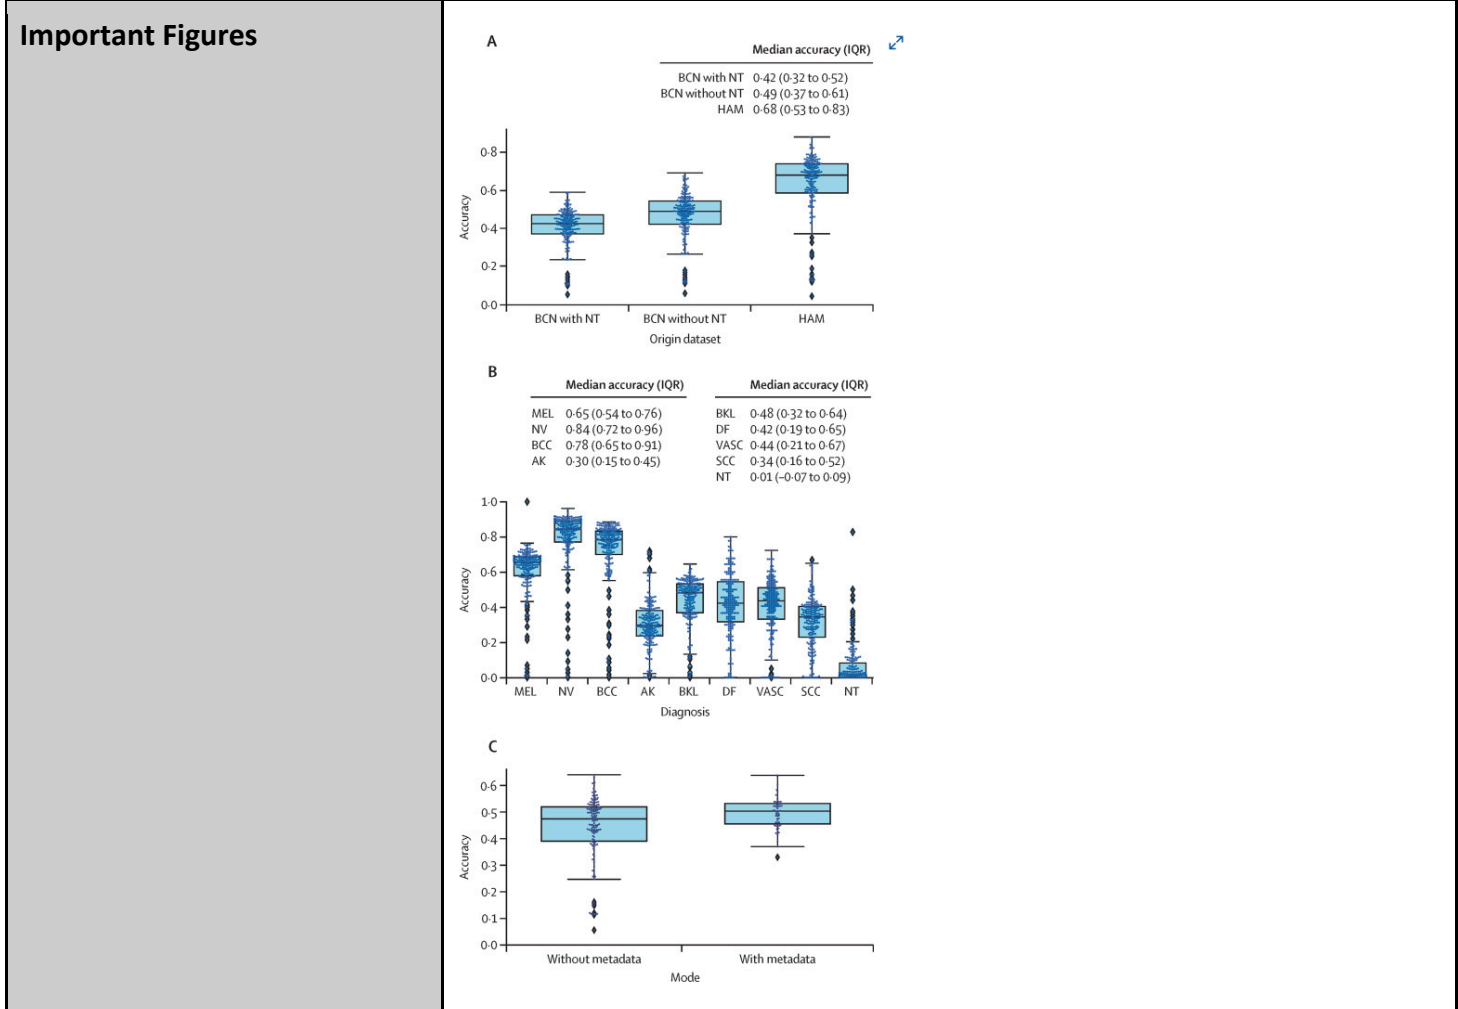 Important Figures
A
Median accuracy (IQR)
BCN with NT 0·42 (0·32 to 0·52)
BCN without NT 0·49 (0·37 to 0·61)
HAM 0·68 (0·53 to 0·83)
0·8
0·6
0·4
0·2
0·0
Accuracy
BCN with NT BCN without NT HAM
Origin dataset
B
Median accuracy (IQR) Median accuracy (IQR)
MEL 0·65 (0·54 to 0·76) BKL 0·48 (0·32 to 0·64)
NV 0·84 (0·72 to 0·96) DF 0·42 (0·19 to 0·65)
BCC 0·78 (0·65 to 0·91) VASC 0·44 (0·21 to 0·67)
AK 0·30 (0·15 to 0·45) SCC 0·34 (0·16 to 0·52)
NT 0·01 (–0·07 to 0·09)
1·0
0·8
0·6
0·4
0·2
0·0
Accuracy
MEL NV BCC AK BKL DF VASC SCC NT
Diagnosis
C
0·6
0·5
0·4
0·3
0·2
0·1
0·0
Accuracy
Without metadata With metadata
Mode